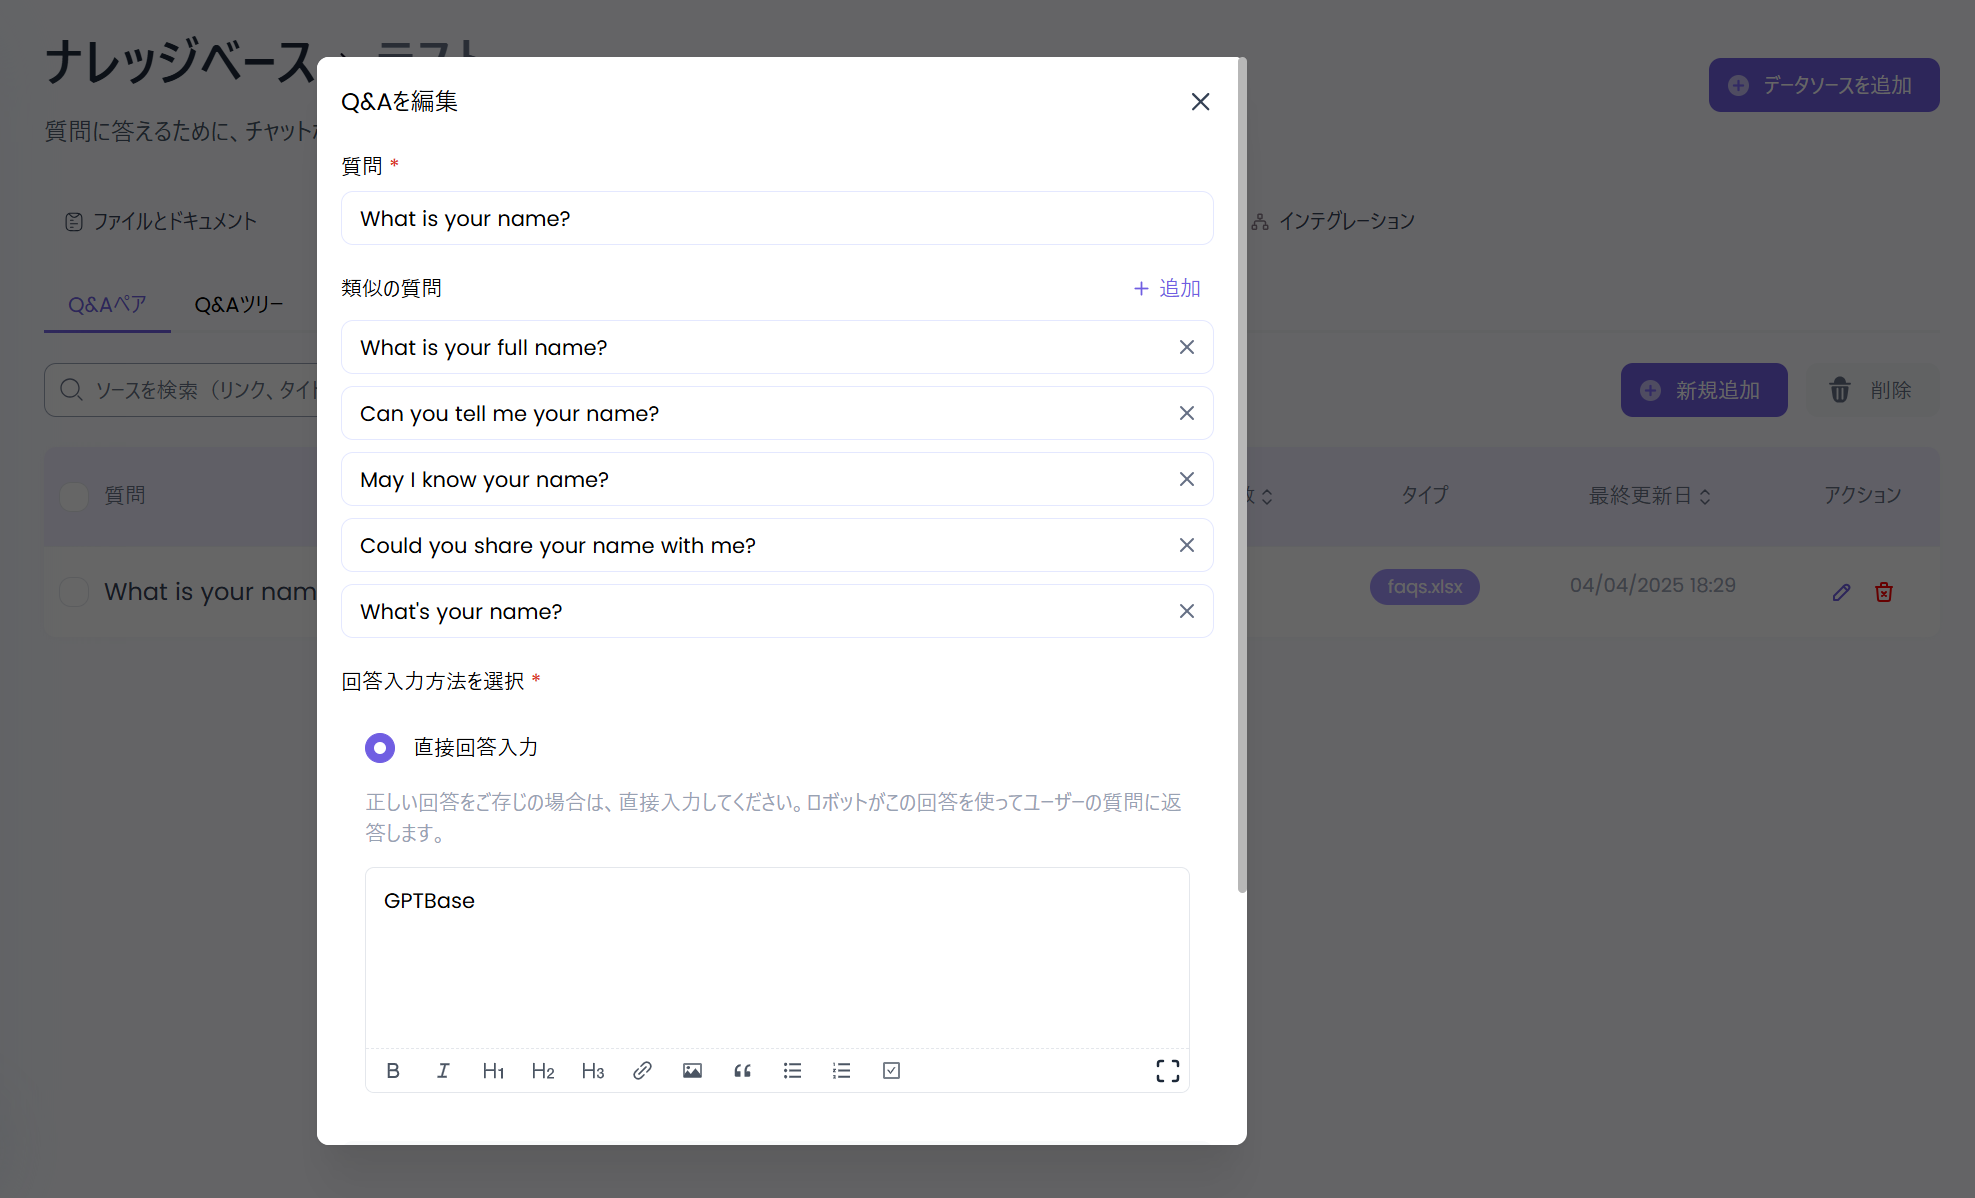 ナレッジベース
テスト
データソースを追加
質問に答えるために、チャット
ファイルとドキュメント
インテグレーション
Q&Aペア
Q&Aツリー
ソースを検索（リンク、タイト
新規追加
削除
質問
数
タイプ
最終更新日
アクション
What is your nam
faqs.xlsx
04/04/2025 18:29
Q&Aを編集
質問 *
What is your name?
類似の質問
+ 追加
What is your full name?
Can you tell me your name?
May I know your name?
Could you share your name with me?
What's your name?
回答入力方法を選択 *
直接回答入力
正しい回答をご存じの場合は、直接入力してください。ロボットがこの回答を使ってユーザーの質問に返
答します。
GPTBase
B I H1 H2 H3